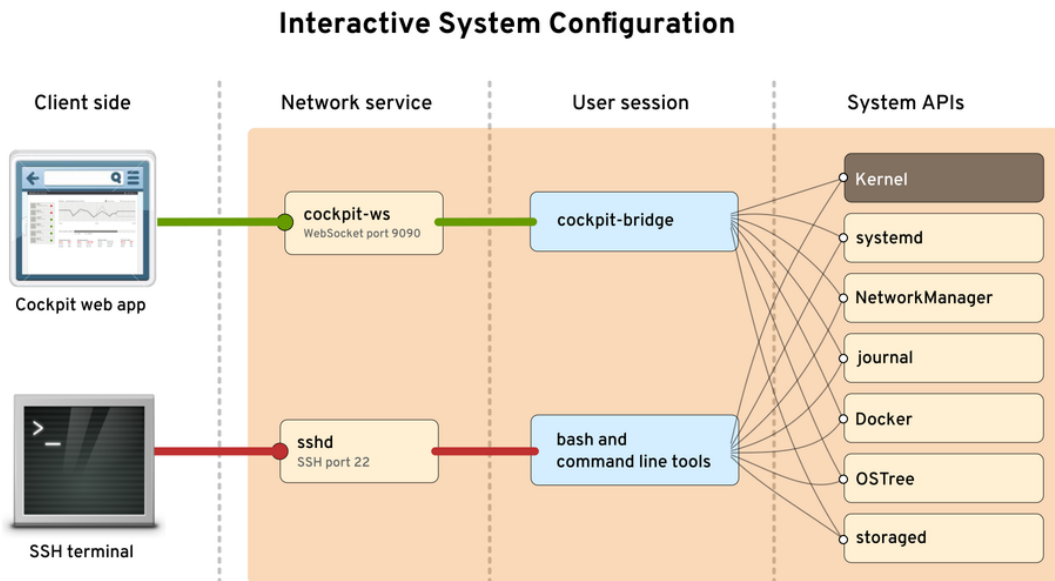 Interactive System Configuration
Client side
Network service
User session
System APIs
Cockpit web app
cockpit-ws
WebSocket port 9090
cockpit-bridge
Kernel
systemd
NetworkManager
journal
Docker
OSTree
storaged
>_
SSH terminal
sshd
SSH port 22
bash and
command line tools